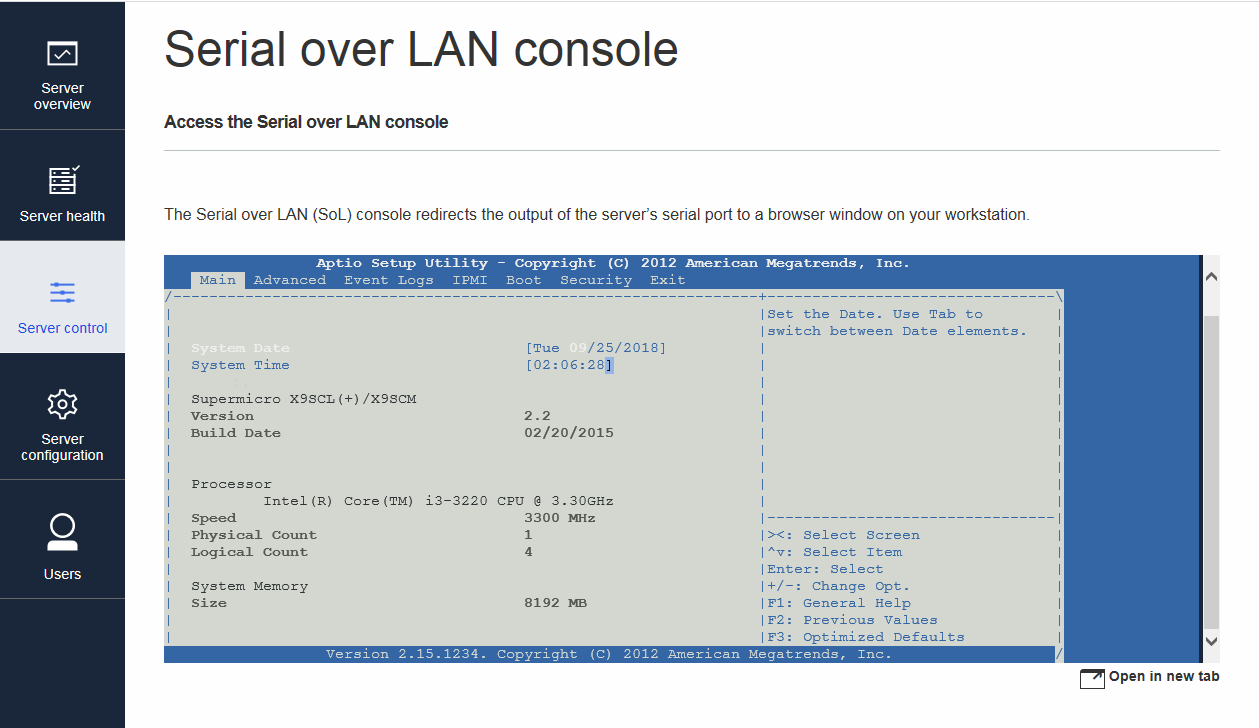 Server
overview
Server health
Server control
Server
configuration
Users
Serial over LAN console
Access the Serial over LAN console
The Serial over LAN (SoL) console redirects the output of the server's serial port to a browser window on your workstation.
Aptio Setup Utility - Copyright (C) 2012 American Megatrends, Inc.
Main Advanced Event Logs IPMI Boot Security Exit
Set the Date. Use Tab to
switch between Date elements.
System Date [Tue 09/25/2018]
System Time [02:06:28]
Supermicro X9SCL(+)/X9SCM
Version 2.2
Build Date 02/20/2015
Processor
Intel(R) Core(TM) i3-3220 CPU @ 3.30GHz
Speed 3300 MHz
Physical Count 1 ><: Select Screen
Logical Count 4 ^v: Select Item
Enter: Select
System Memory +/-: Change Opt.
Size 8192 MB F1: General Help
F2: Previous Values
F3: Optimized Defaults
Version 2.15.1234. Copyright (C) 2012 American Megatrends, Inc.
Open in new tab